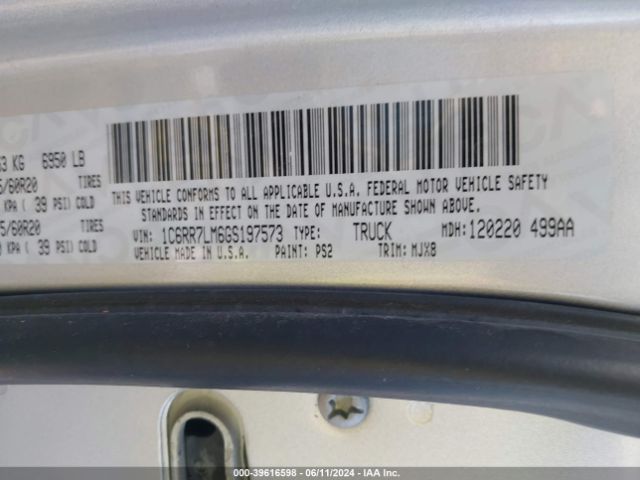 3 KG 6950 LB
5/60R20 TIRES
KPA ( 39 PSI) COLD
5/60R20 TIRES
KPA ( 39 PSI) COLD
THIS VEHICLE CONFORMS TO ALL APPLICABLE U.S.A. FEDERAL MOTOR VEHICLE SAFETY
STANDARDS IN EFFECT ON THE DATE OF MANUFACTURE SHOWN ABOVE.
VIN: 1C6RR7LM6GS197573 TYPE: TRUCK MDH: 120220 499AA
VEHICLE MADE IN U.S.A. PAINT: PS2 TRIM: MJX8
000-39616598 - 06/11/2024 - IAA Inc.